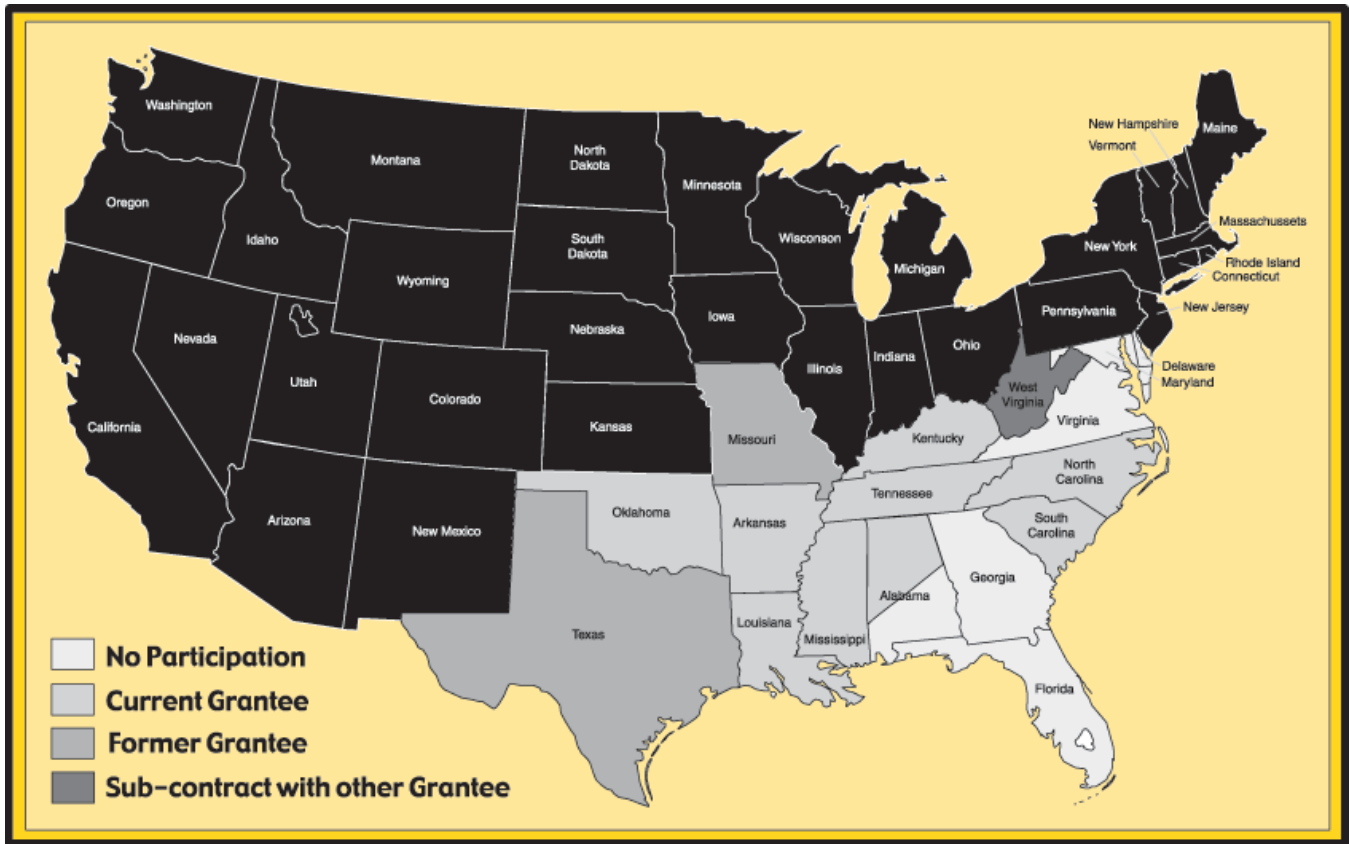 Washington
Montana
North
Dakota
Minnesota
New Hampshire
Vermont
Maine
Oregon
Idaho
South
Dakota
Wisconson
Michigan
New York
Massachussets
Rhode Island
Connecticut
Wyoming
Nebraska
Iowa
Pennsylvania
New Jersey
Nevada
Utah
Colorado
Illinois
Indiana
Ohio
West
Virginia
Delaware
Maryland
California
Kansas
Missouri
Kentucky
Virginia
Arizona
New Mexico
Oklahoma
Arkansas
Tennessee
North
Carolina
South
Carolina
Texas
Louisiana
Mississippi
Alabama
Georgia
Florida
No Participation
Current Grantee
Former Grantee
Sub-contract with other Grantee